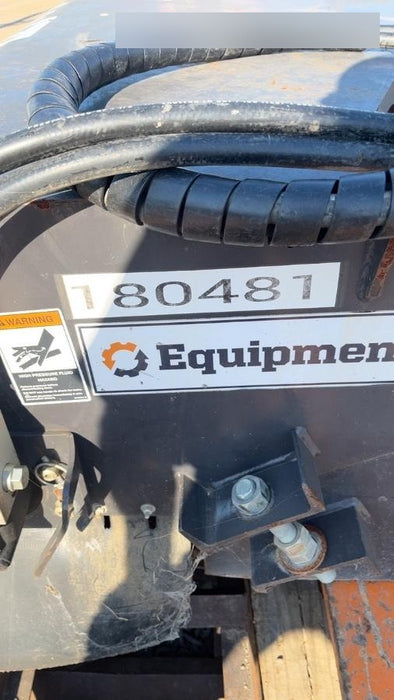 180481
WARNING
HIGH PRESSURE FLUID
HAZARD
Equipmen